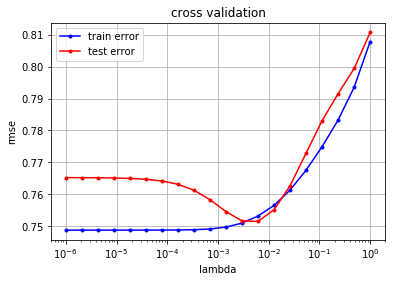 cross validation
train error
test error
rmse
0.81
0.80
0.79
0.78
0.77
0.76
0.75
10⁻⁶ 10⁻⁵ 10⁻⁴ 10⁻³ 10⁻² 10⁻¹ 10⁰
lambda